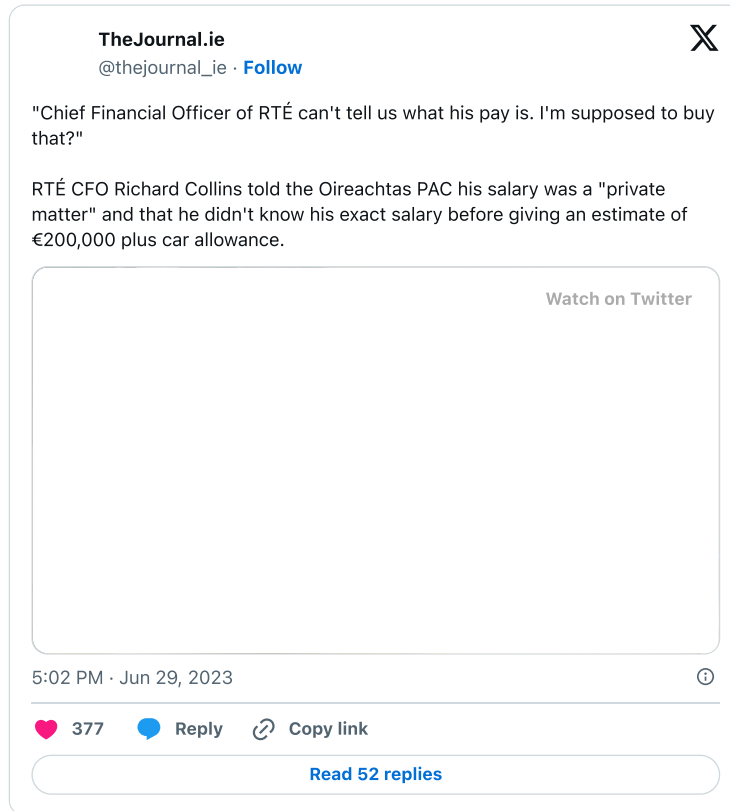 TheJournal.ie
@thejournal_ie · Follow
"Chief Financial Officer of RTÉ can't tell us what his pay is. I'm supposed to buy
that?"
RTÉ CFO Richard Collins told the Oireachtas PAC his salary was a "private
matter" and that he didn't know his exact salary before giving an estimate of
€200,000 plus car allowance.
Watch on Twitter
5:02 PM · Jun 29, 2023
377 Reply Copy link
Read 52 replies